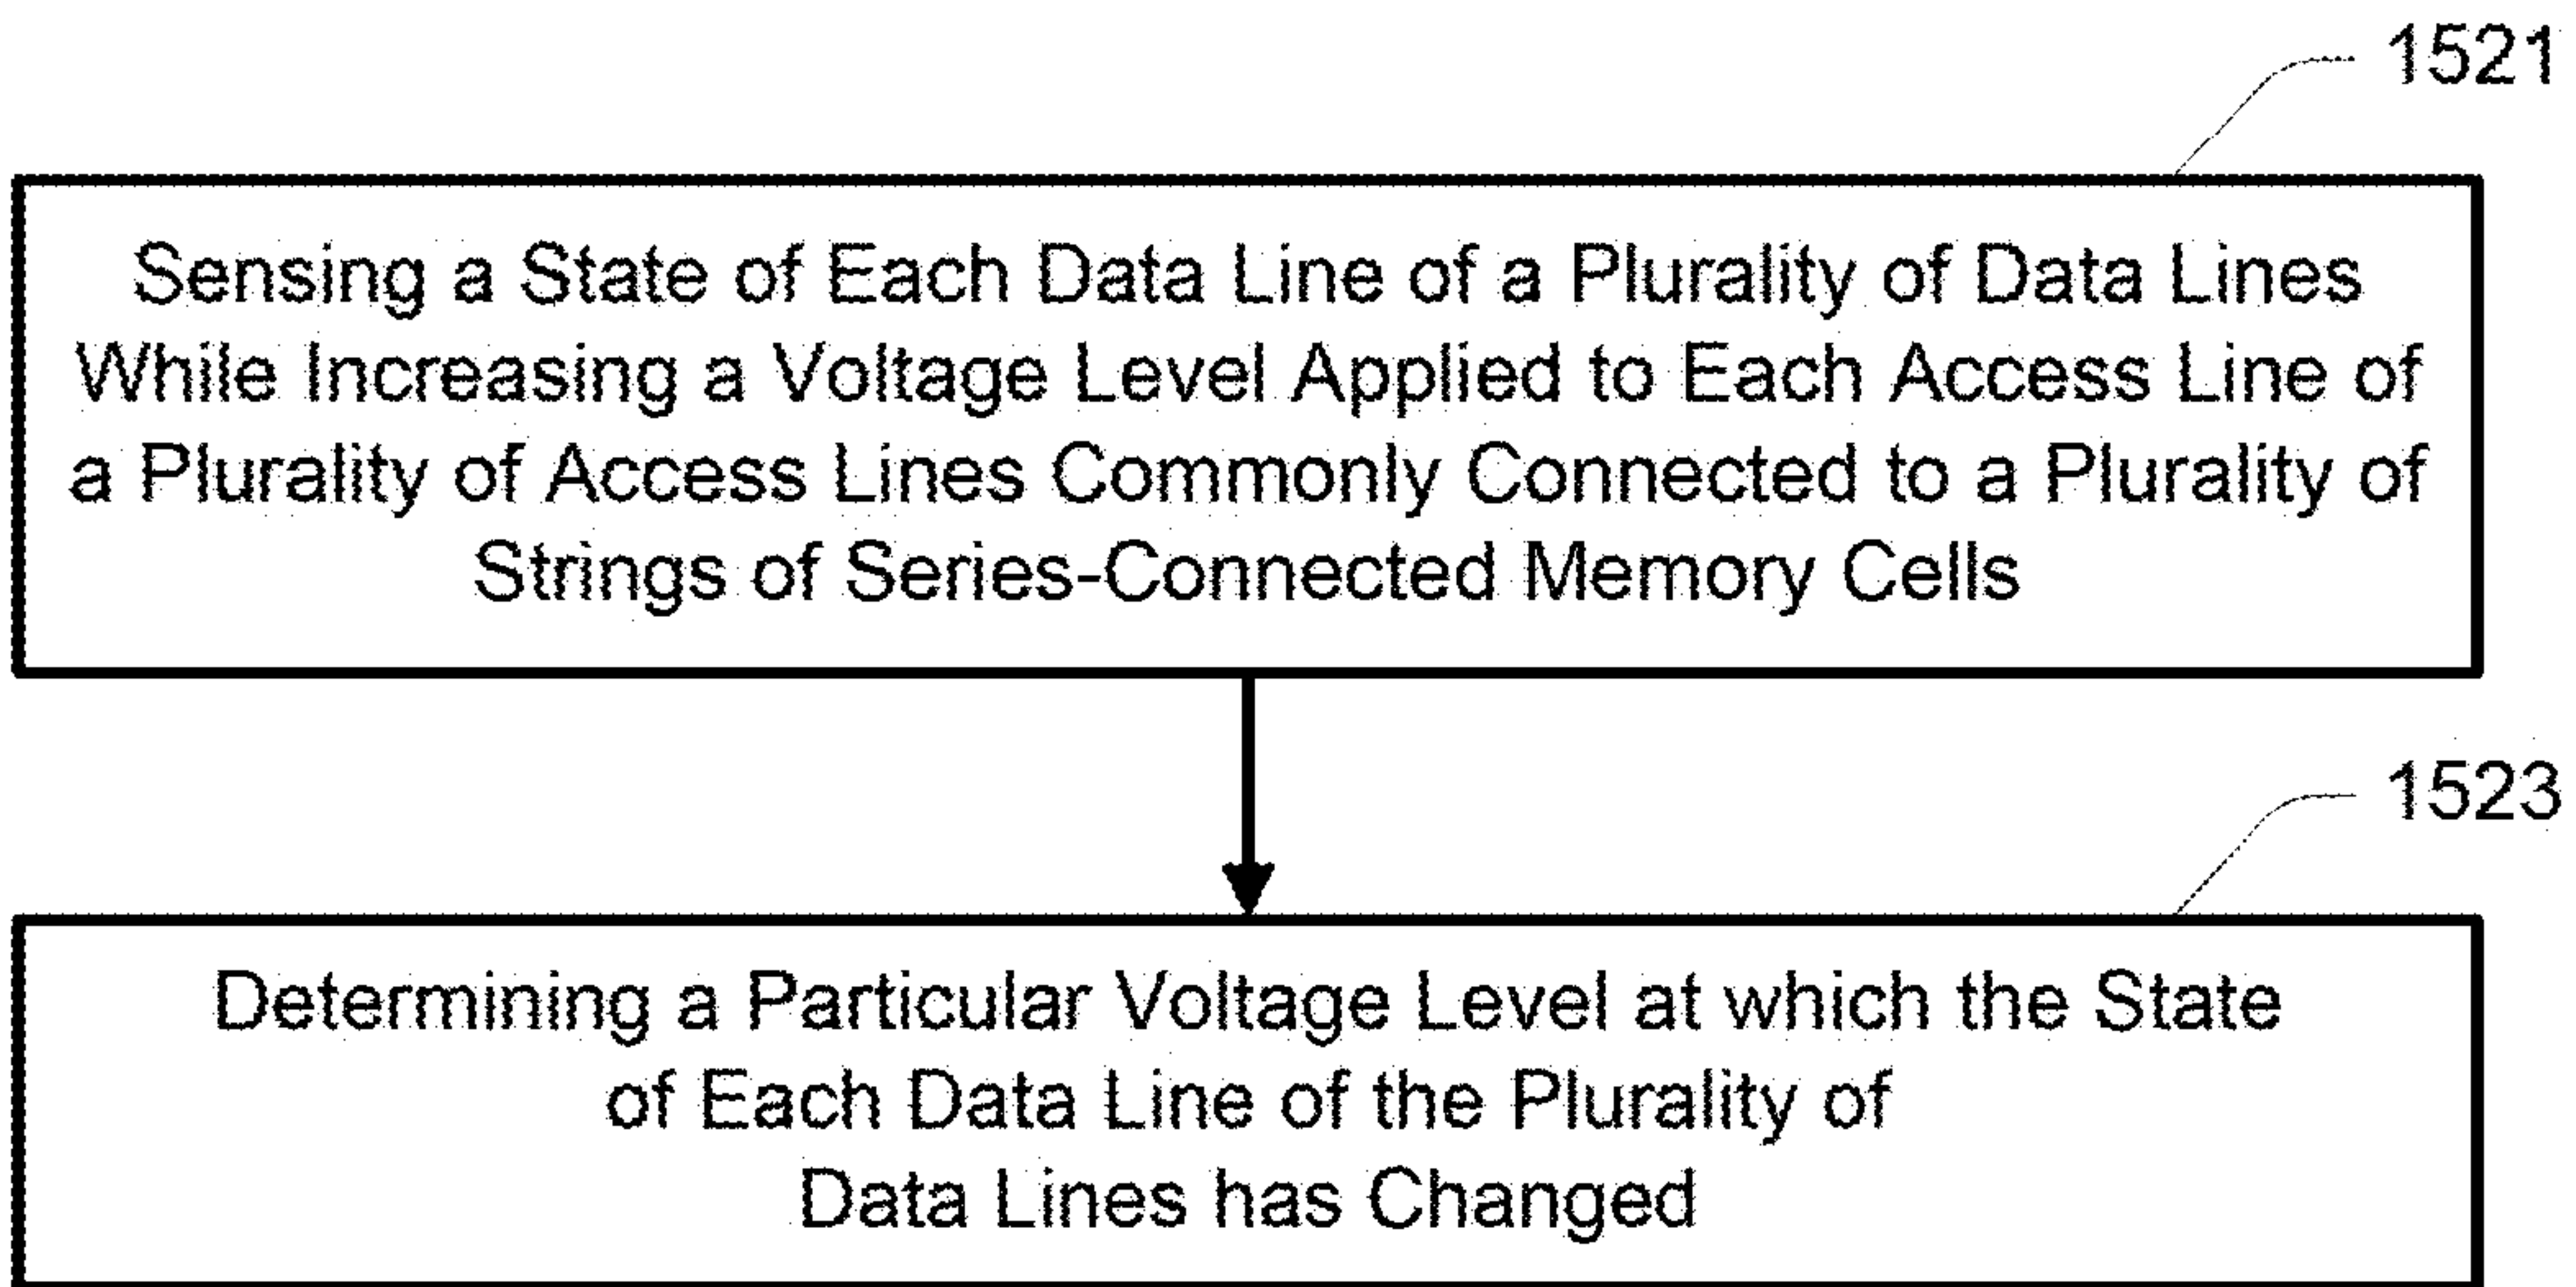 1521
Sensing a State of Each Data Line of a Plurality of Data Lines
While Increasing a Voltage Level Applied to Each Access Line of
a Plurality of Access Lines Commonly Connected to a Plurality of
Strings of Series-Connected Memory Cells
1523
Determining a Particular Voltage Level at which the State
of Each Data Line of the Plurality of
Data Lines has Changed